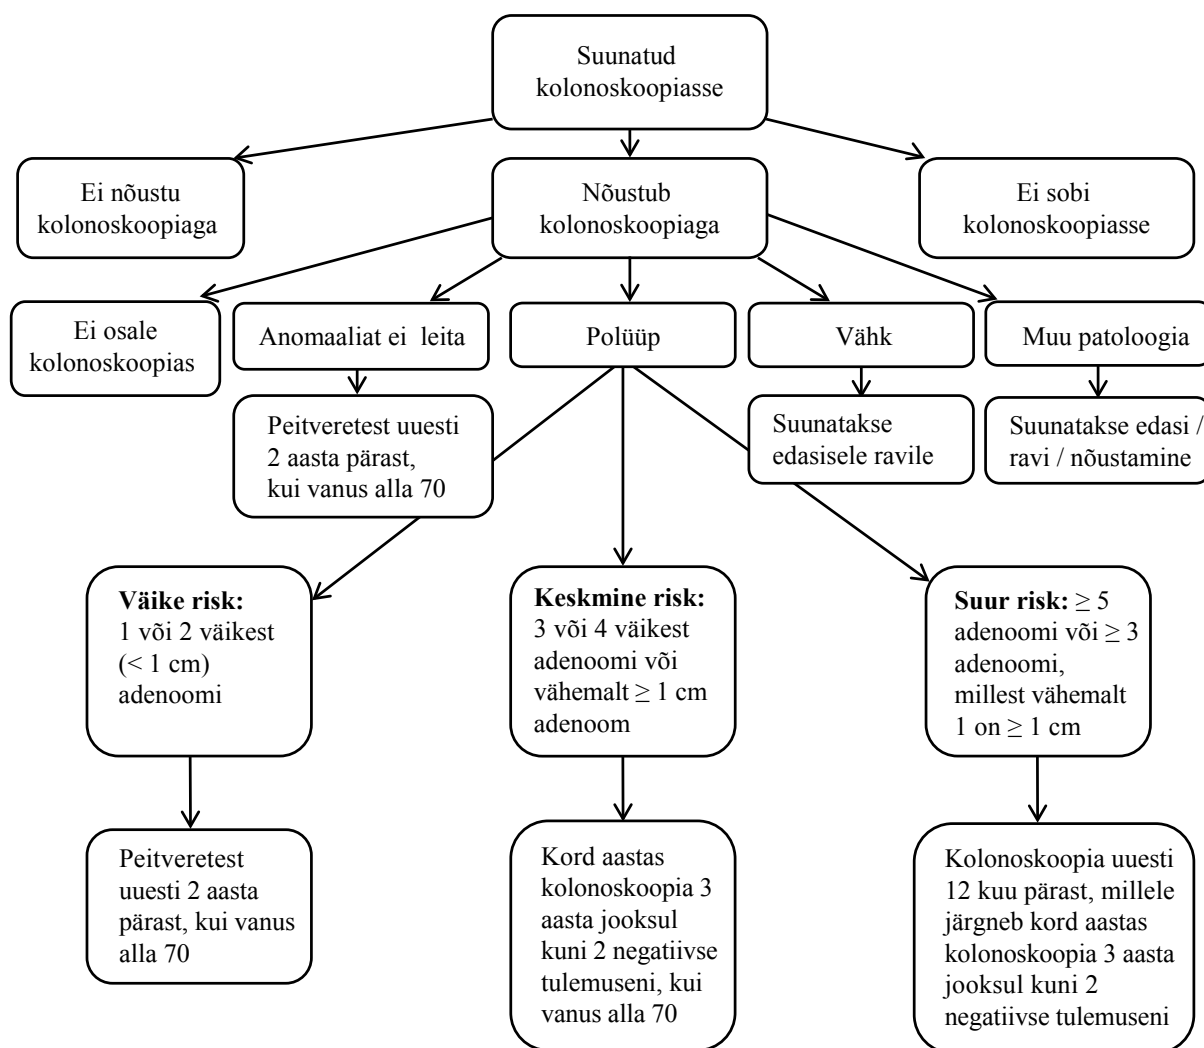 Suunatud
kolonoskoopiasse
Ei nõustu
kolonoskoopiaga
Nõustub
kolonoskoopiaga
Ei sobi
kolonoskoopiasse
Ei osale
kolonoskoopias
Anomaaliat ei leita
Polüüp
Vähk
Muu patoloogia
Peitveretest uuesti
2 aasta pärast,
kui vanus alla 70
Suunatakse
edasisele ravile
Suunatakse edasi /
ravi / nõustamine
Väike risk:
1 või 2 väikest
(< 1 cm)
adenoomi
Keskmine risk:
3 või 4 väikest
adenoomi või
vähemalt ≥ 1 cm
adenoom
Suur risk: ≥ 5
adenoomi või ≥ 3
adenoomi,
millest vähemalt
1 on ≥ 1 cm
Peitveretest
uuesti 2 aasta
pärast, kui vanus
alla 70
Kord aastas
kolonoskoopia 3
aasta jooksul
kuni 2 negatiivse
tulemuseni, kui
vanus alla 70
Kolonoskoopia uuesti
12 kuu pärast, millele
järgneb kord aastas
kolonoskoopia 3 aasta
jooksul kuni 2
negatiivse tulemuseni